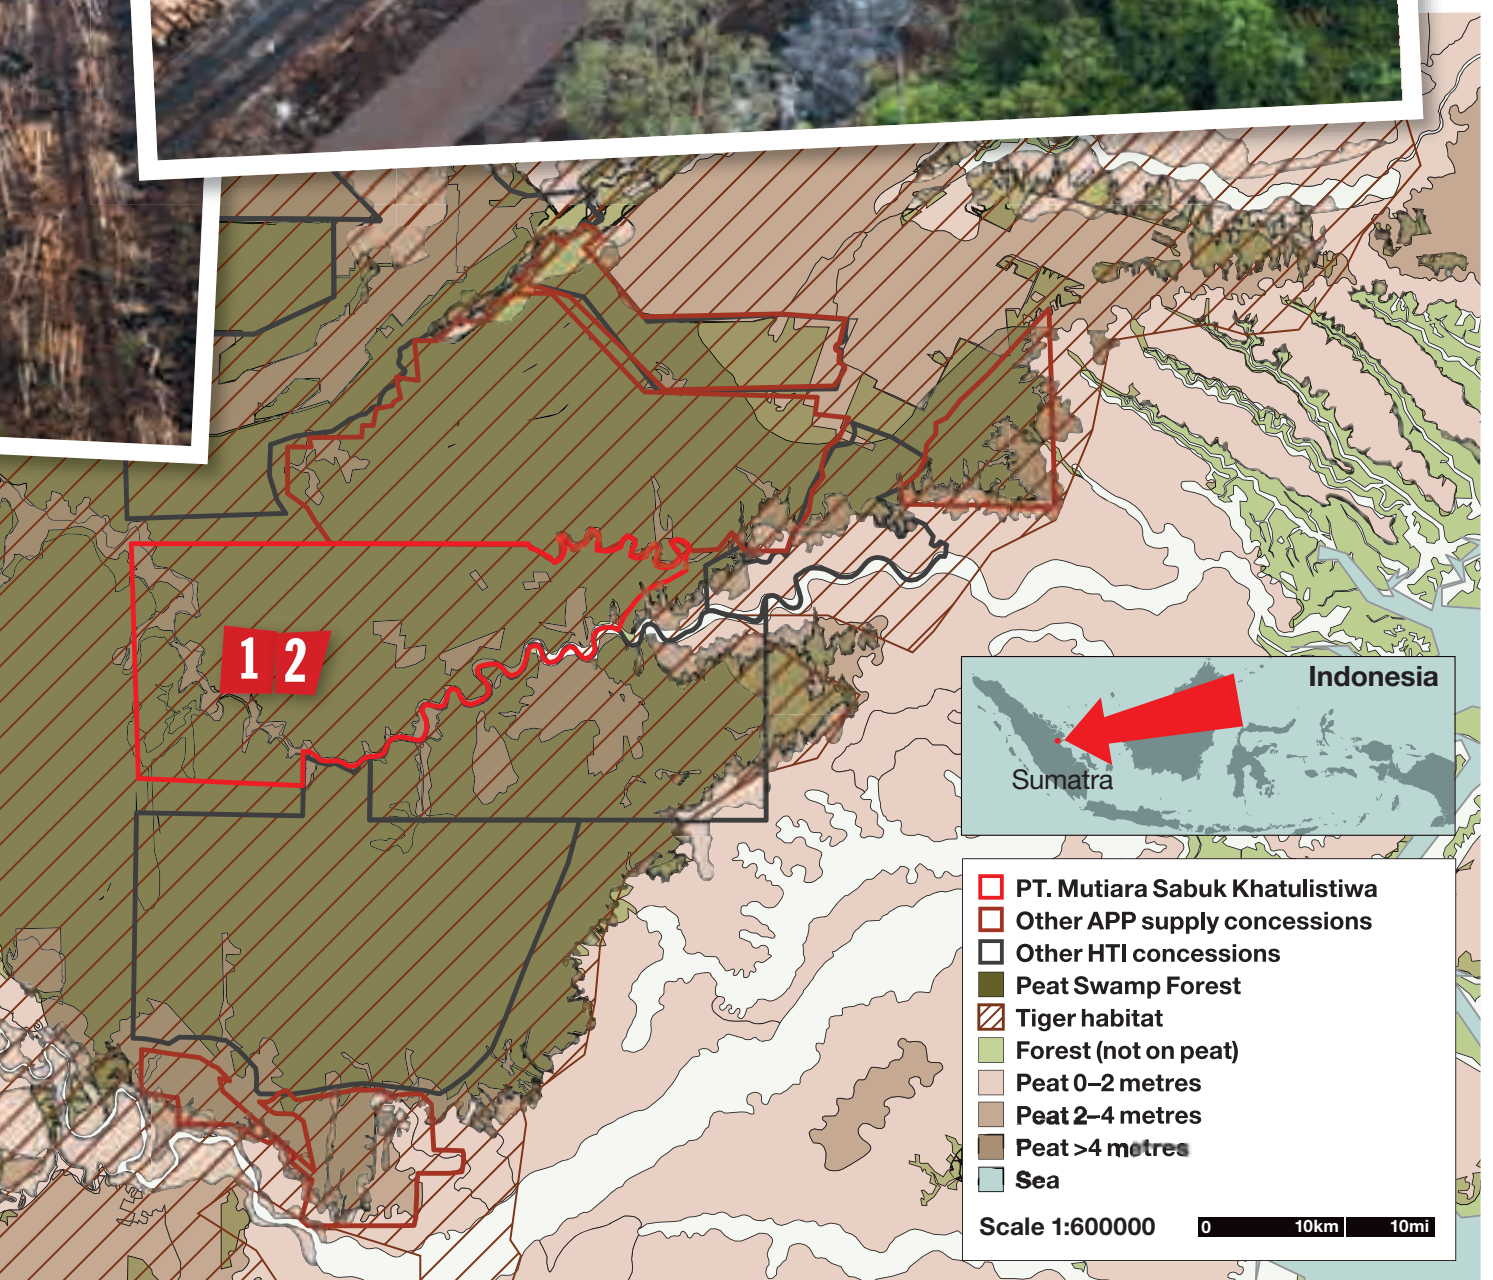 1 2
Indonesia
Sumatra
PT. Mutiara Sabuk Khatulistiwa
Other APP supply concessions
Other HTI concessions
Peat Swamp Forest
Tiger habitat
Forest (not on peat)
Peat 0–2 metres
Peat 2–4 metres
Peat >4 metres
Sea
Scale 1:600000
0 10km 10mi